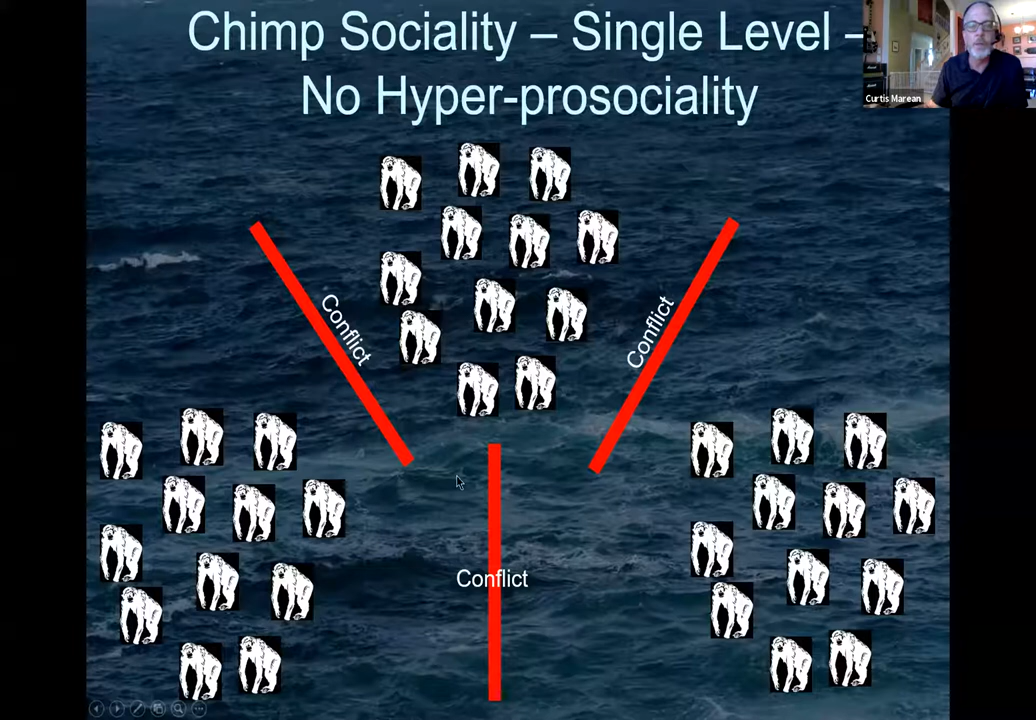 Chimp Sociality – Single Level –
No Hyper-prosociality
Curtis Marean
Conflict
Conflict
Conflict